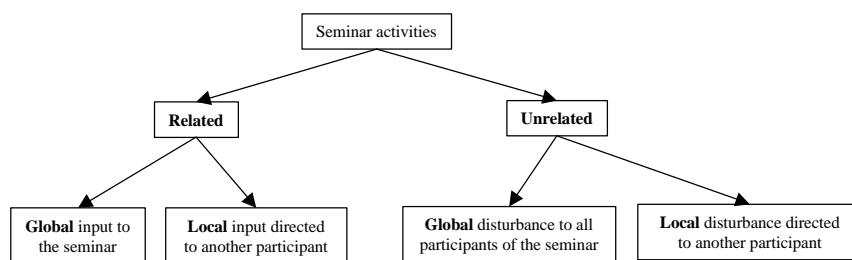 Seminar activities
Related
Unrelated
Global input to
the seminar
Local input directed
to another participant
Global disturbance to all
participants of the seminar
Local disturbance directed
to another participant